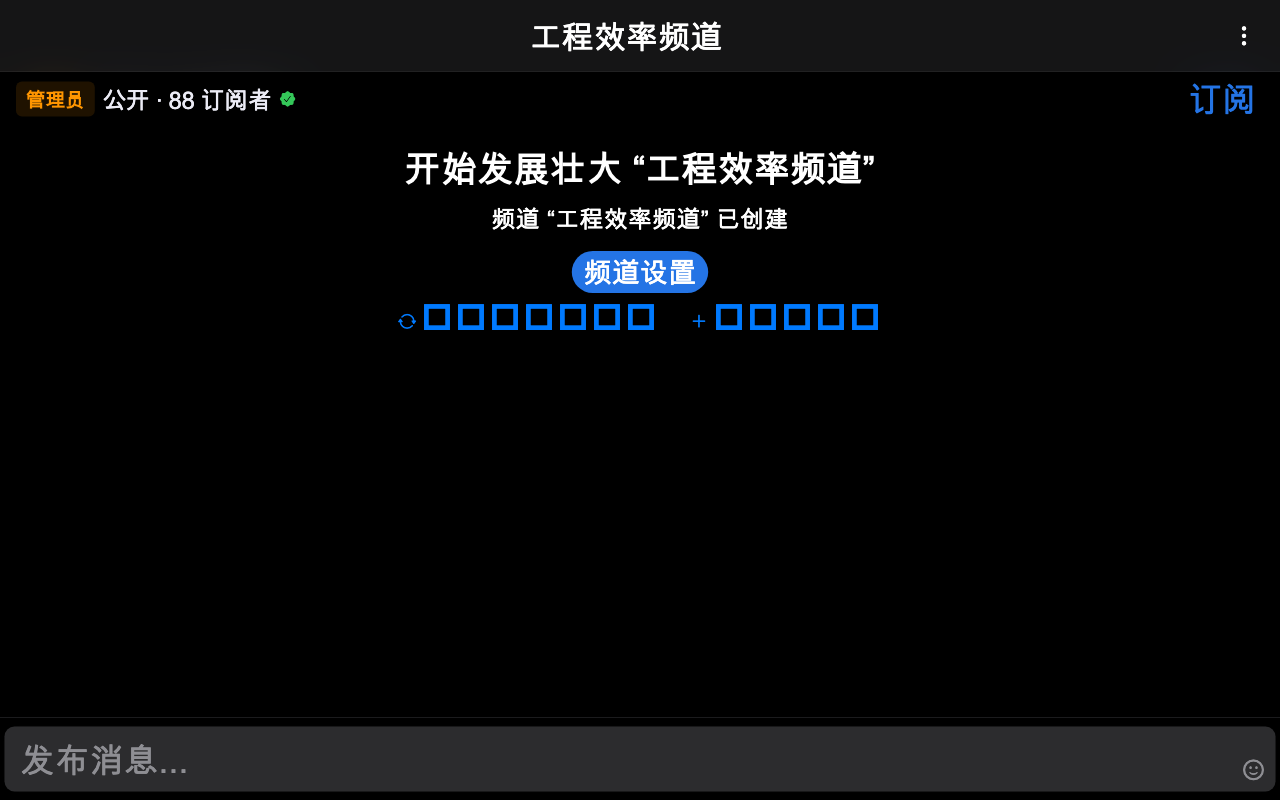 工程效率频道
管理员 公开 · 88 订阅者
订阅
开始发展壮大 “工程效率频道”
频道 “工程效率频道” 已创建
频道设置
发布消息...